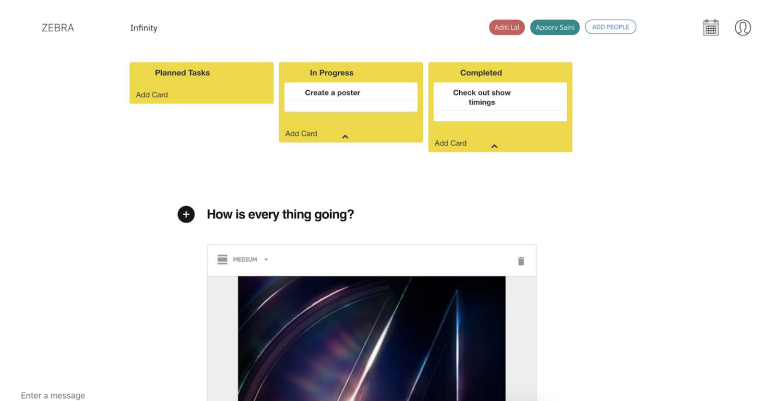 ZEBRA
Infinity
Aditi Lal
Apoorv Saini
ADD PEOPLE
Planned Tasks
Add Card
In Progress
Create a poster
Add Card
Completed
Check out show
timings
Add Card
How is every thing going?
MEDIUM
Enter a message